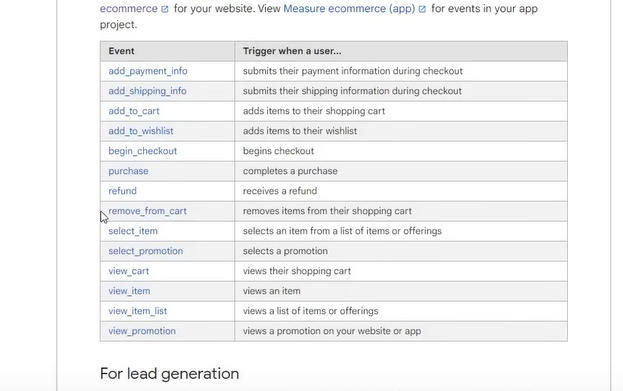 ecommerce for your website. View Measure ecommerce (app) for events in your app
project.
Event Trigger when a user...
add_payment_info submits their payment information during checkout
add_shipping_info submits their shipping information during checkout
add_to_cart adds items to their shopping cart
add_to_wishlist adds items to their wishlist
begin_checkout begins checkout
purchase completes a purchase
refund receives a refund
remove_from_cart removes items from their shopping cart
select_item selects an item from a list of items or offerings
select_promotion selects a promotion
view_cart views their shopping cart
view_item views an item
view_item_list views a list of items or offerings
view_promotion views a promotion on your website or app
For lead generation